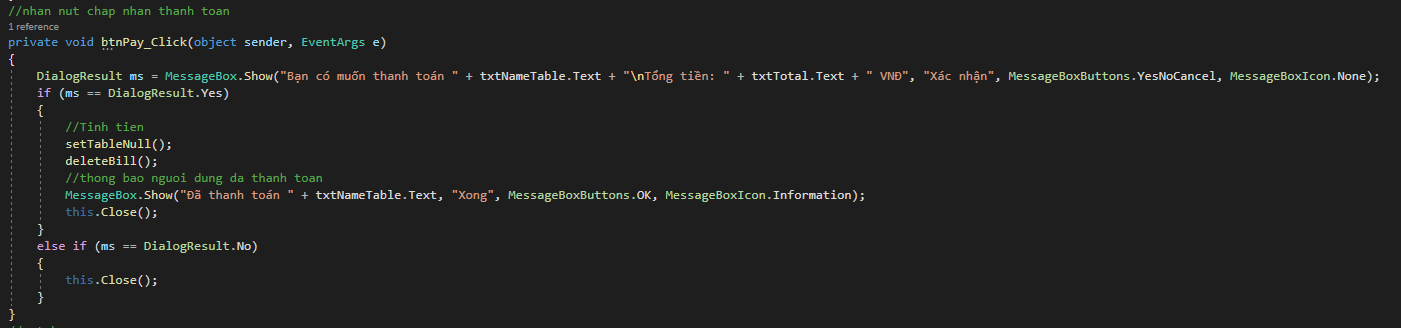 //nhan nut chap nhan thanh toan
1 reference
private void btnPay_Click(object sender, EventArgs e)
{
DialogResult ms = MessageBox.Show("Bạn có muốn thanh toán " + txtNameTable.Text + "\nTổng tiền: " + txtTotal.Text + " VNĐ", "Xác nhận", MessageBoxButtons.YesNoCancel, MessageBoxIcon.None);
if (ms == DialogResult.Yes)
{
//Tinh tien
setTableNull();
deleteBill();
//thong bao nguoi dung da thanh toan
MessageBox.Show("Đã thanh toán " + txtNameTable.Text, "Xong", MessageBoxButtons.OK, MessageBoxIcon.Information);
this.Close();
}
else if (ms == DialogResult.No)
{
this.Close();
}
}